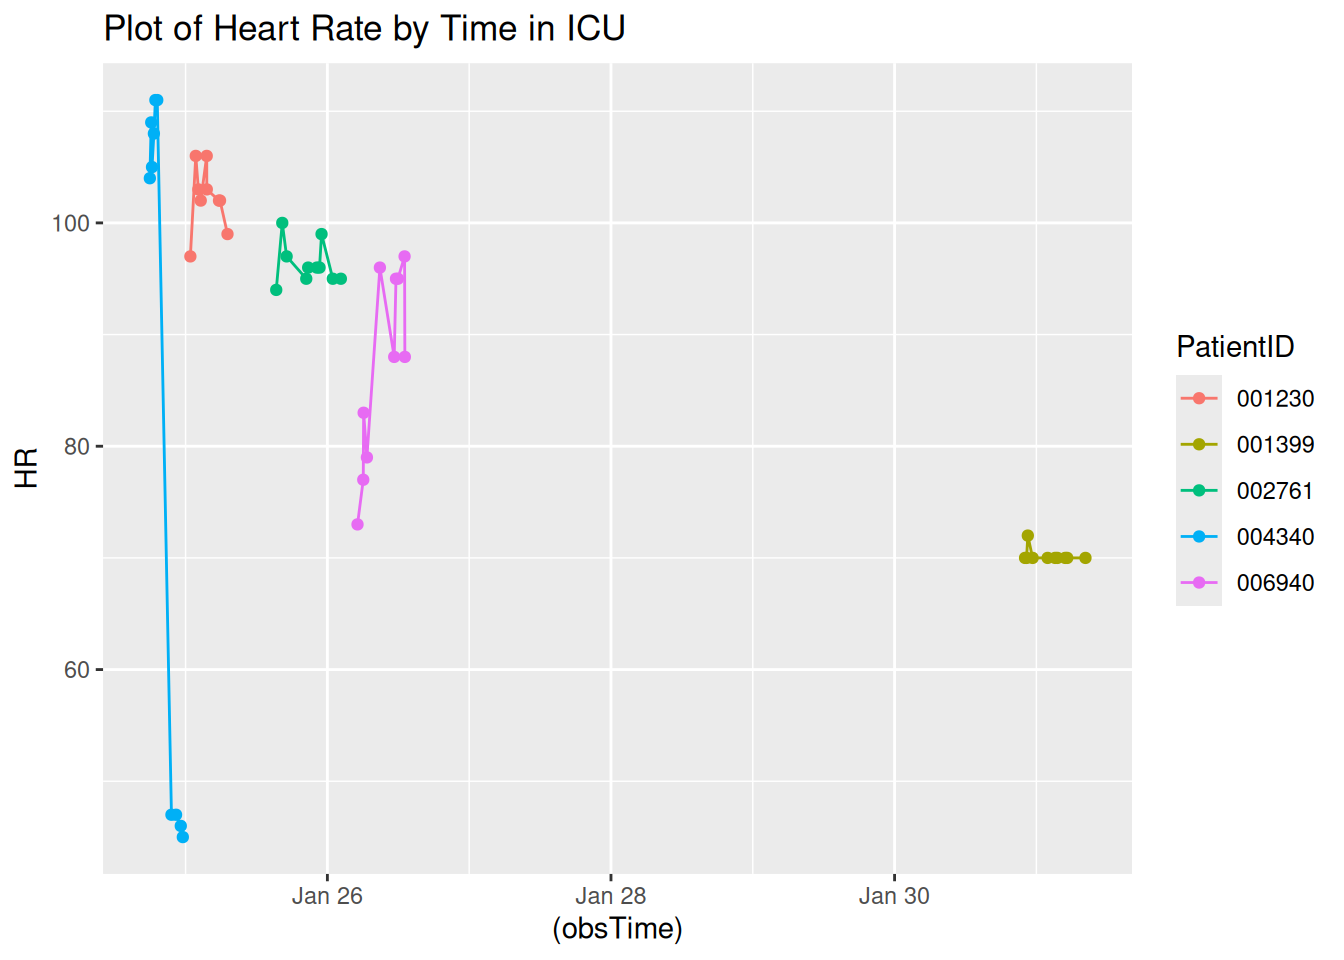 Plot of Heart Rate by Time in ICU
HR
100
80
60
Jan 26
Jan 28
Jan 30
(obsTime)
PatientID
001230
001399
002761
004340
006940